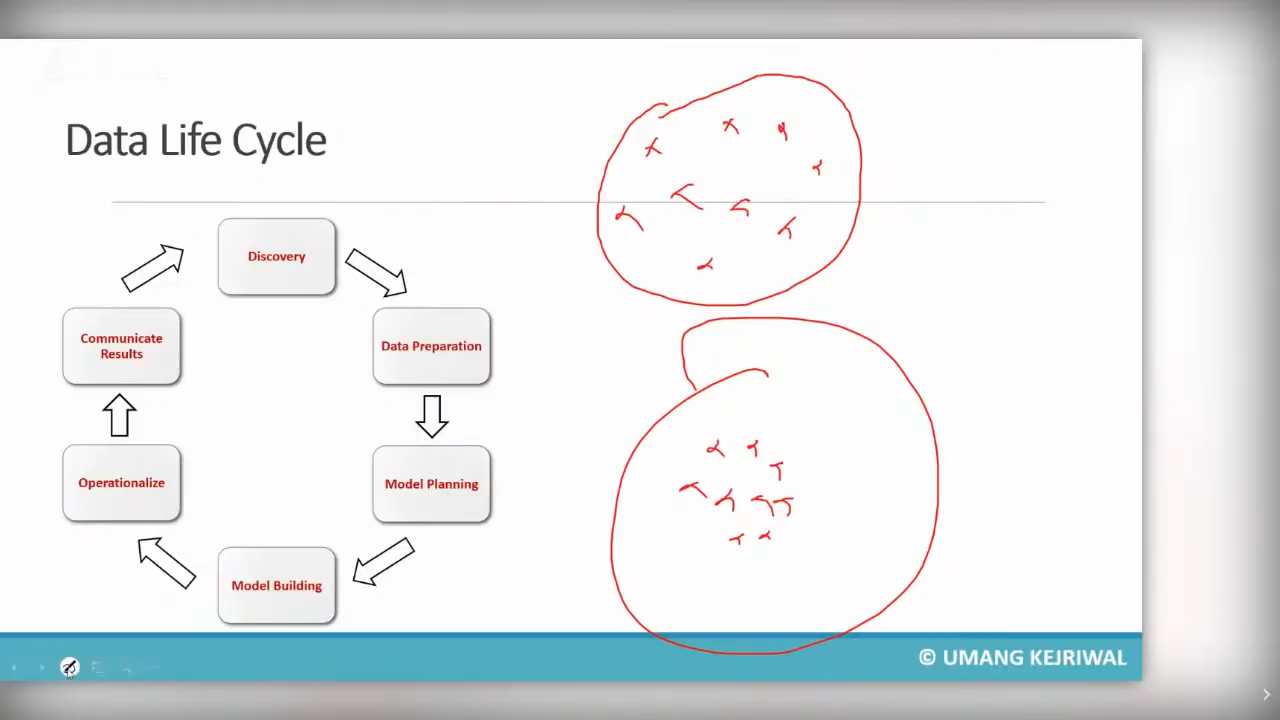 Data Life Cycle
Discovery
Data Preparation
Model Planning
Model Building
Operationalize
Communicate
Results
© UMANG KEJRIWAL